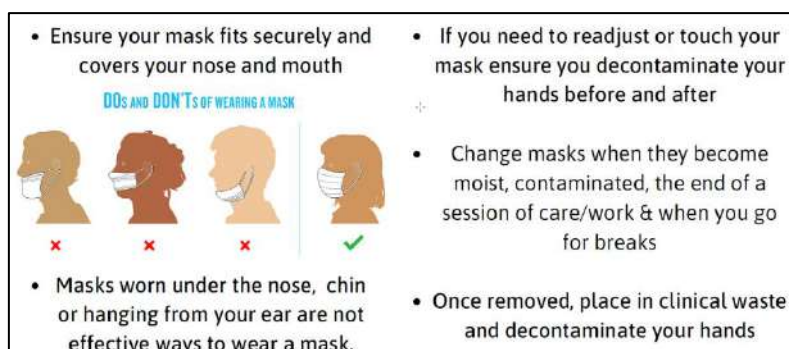 • Ensure your mask fits securely and
covers your nose and mouth
DOs AND DON'Ts OF WEARING A MASK
• Masks worn under the nose, chin
or hanging from your ear are not
effective ways to wear a mask.
• If you need to readjust or touch your
mask ensure you decontaminate your
hands before and after
• Change masks when they become
moist, contaminated, the end of a
session of care/work & when you go
for breaks
• Once removed, place in clinical waste
and decontaminate your hands